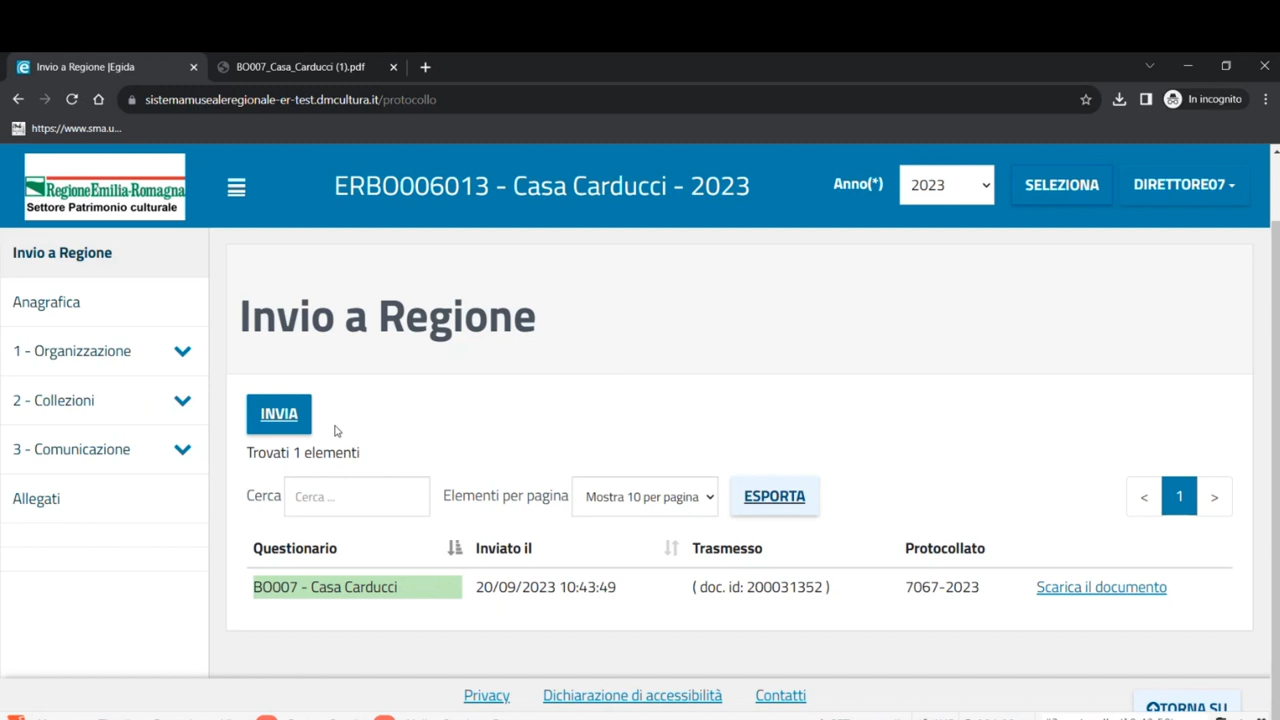 Invio a Regione |Egida
BO007_Casa_Carducci (1).pdf
sistemamusealeregionale-er-test.dmcultura.it/protocollo
In incognito
https://www.sma.u...
RegioneEmilia-Romagna
Settore Patrimonio culturale
ERBO006013 - Casa Carducci - 2023
Anno(*)
2023
SELEZIONA
DIRETTORE07
Invio a Regione
Anagrafica
1 - Organizzazione
2 - Collezioni
3 - Comunicazione
Allegati
Invio a Regione
INVIA
Trovati 1 elementi
Cerca
Cerca ...
Elementi per pagina
Mostra 10 per pagina
ESPORTA
< 1 >
Questionario Inviato il Trasmesso Protocollato
BO007 - Casa Carducci 20/09/2023 10:43:49 ( doc. id: 200031352 ) 7067-2023 Scarica il documento
Privacy Dichiarazione di accessibilità Contatti
TORNA SU